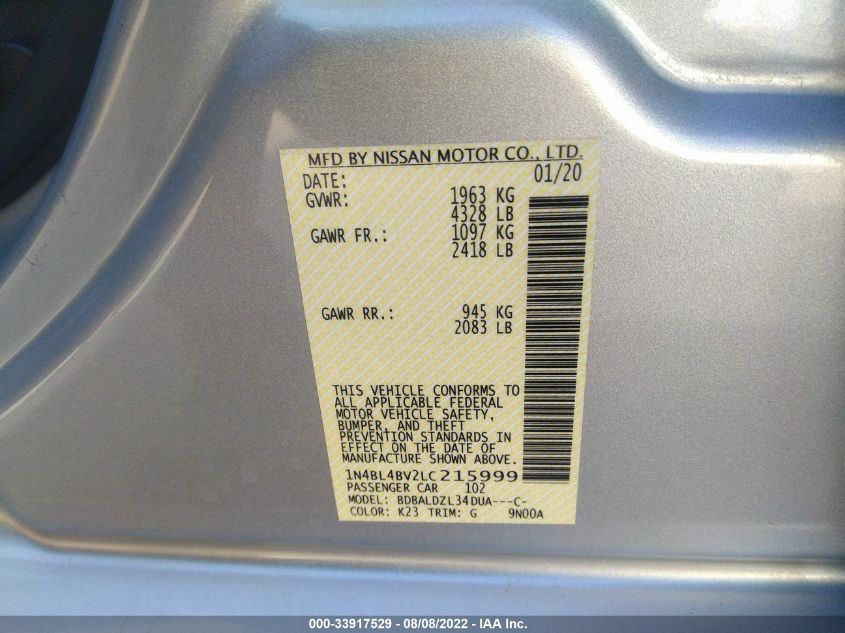 MFD BY NISSAN MOTOR CO., LTD.
DATE: 01/20
GVWR: 1963 KG
4328 LB
GAWR FR.: 1097 KG
2418 LB
GAWR RR.: 945 KG
2083 LB
THIS VEHICLE CONFORMS TO
ALL APPLICABLE FEDERAL
MOTOR VEHICLE SAFETY,
BUMPER, AND THEFT
PREVENTION STANDARDS IN
EFFECT ON THE DATE OF
MANUFACTURE SHOWN ABOVE.
1N4BL4BV2LC215999
PASSENGER CAR 102
MODEL: BDBALDZL34DUA---C-
COLOR: K23 TRIM: G 9N00A
000-33917529 - 08/08/2022 - IAA Inc.